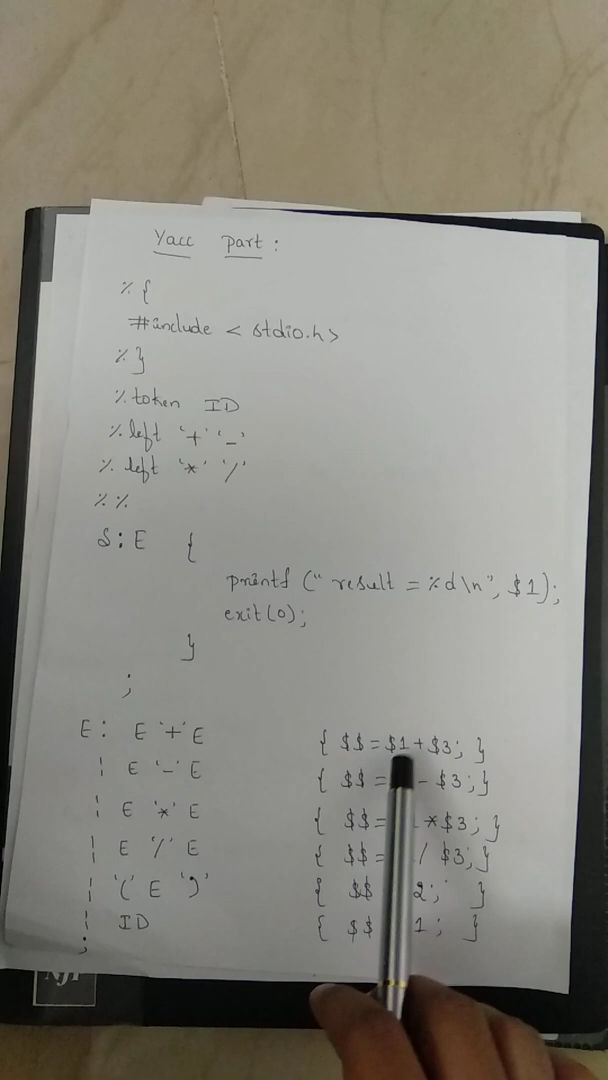 Yacc part:
%{
#include < stdio.h>
%}
%token ID
%left '+' '-'
%left '*' '/'
%%
S:E {
printf ("result = %d\n", $1);
exit(0);
}
;
E: E '+' E { $$ = $1+$3; }
| E '-' E { $$ = - $3; }
| E '*' E { $$ = *$3; }
| E '/' E { $$ = / $3; }
| '(' E ')' { $$ 2; }
| ID { $$ 1; }
;